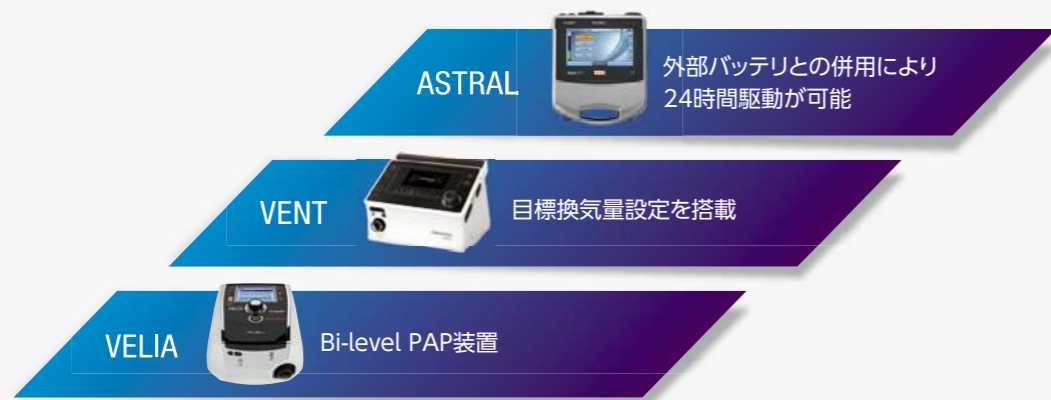 ASTRAL
外部バッテリとの併用により
24時間駆動が可能
VENT
目標換気量設定を搭載
VELIA
Bi-level PAP装置